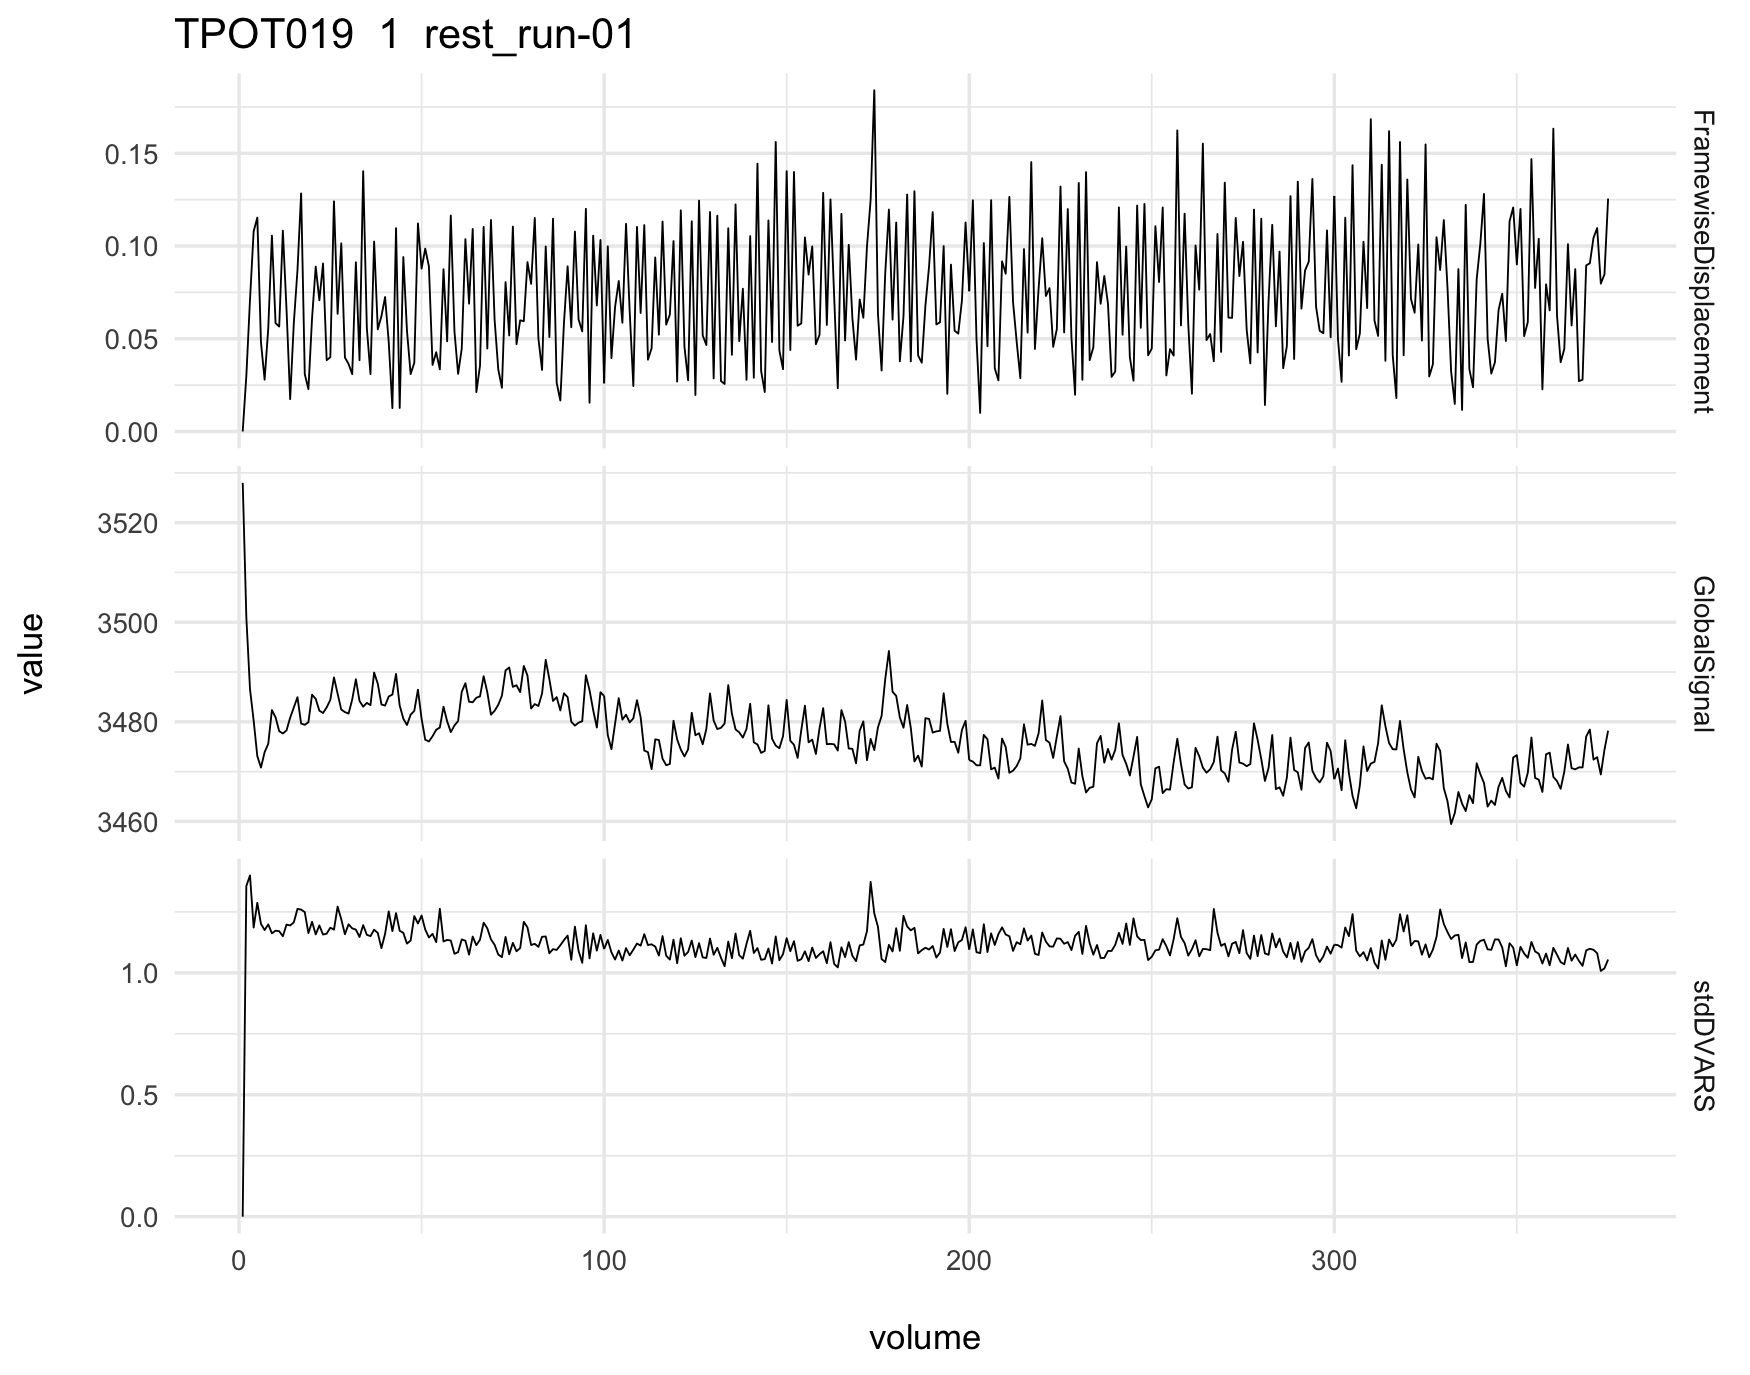 TPOT019 1 rest_run-01
0.15
0.10
0.05
0.00
FramewiseDisplacement
3520
3500
3480
3460
GlobalSignal
value
1.0
0.5
0.0
stdDVARS
0 100 200 300
volume